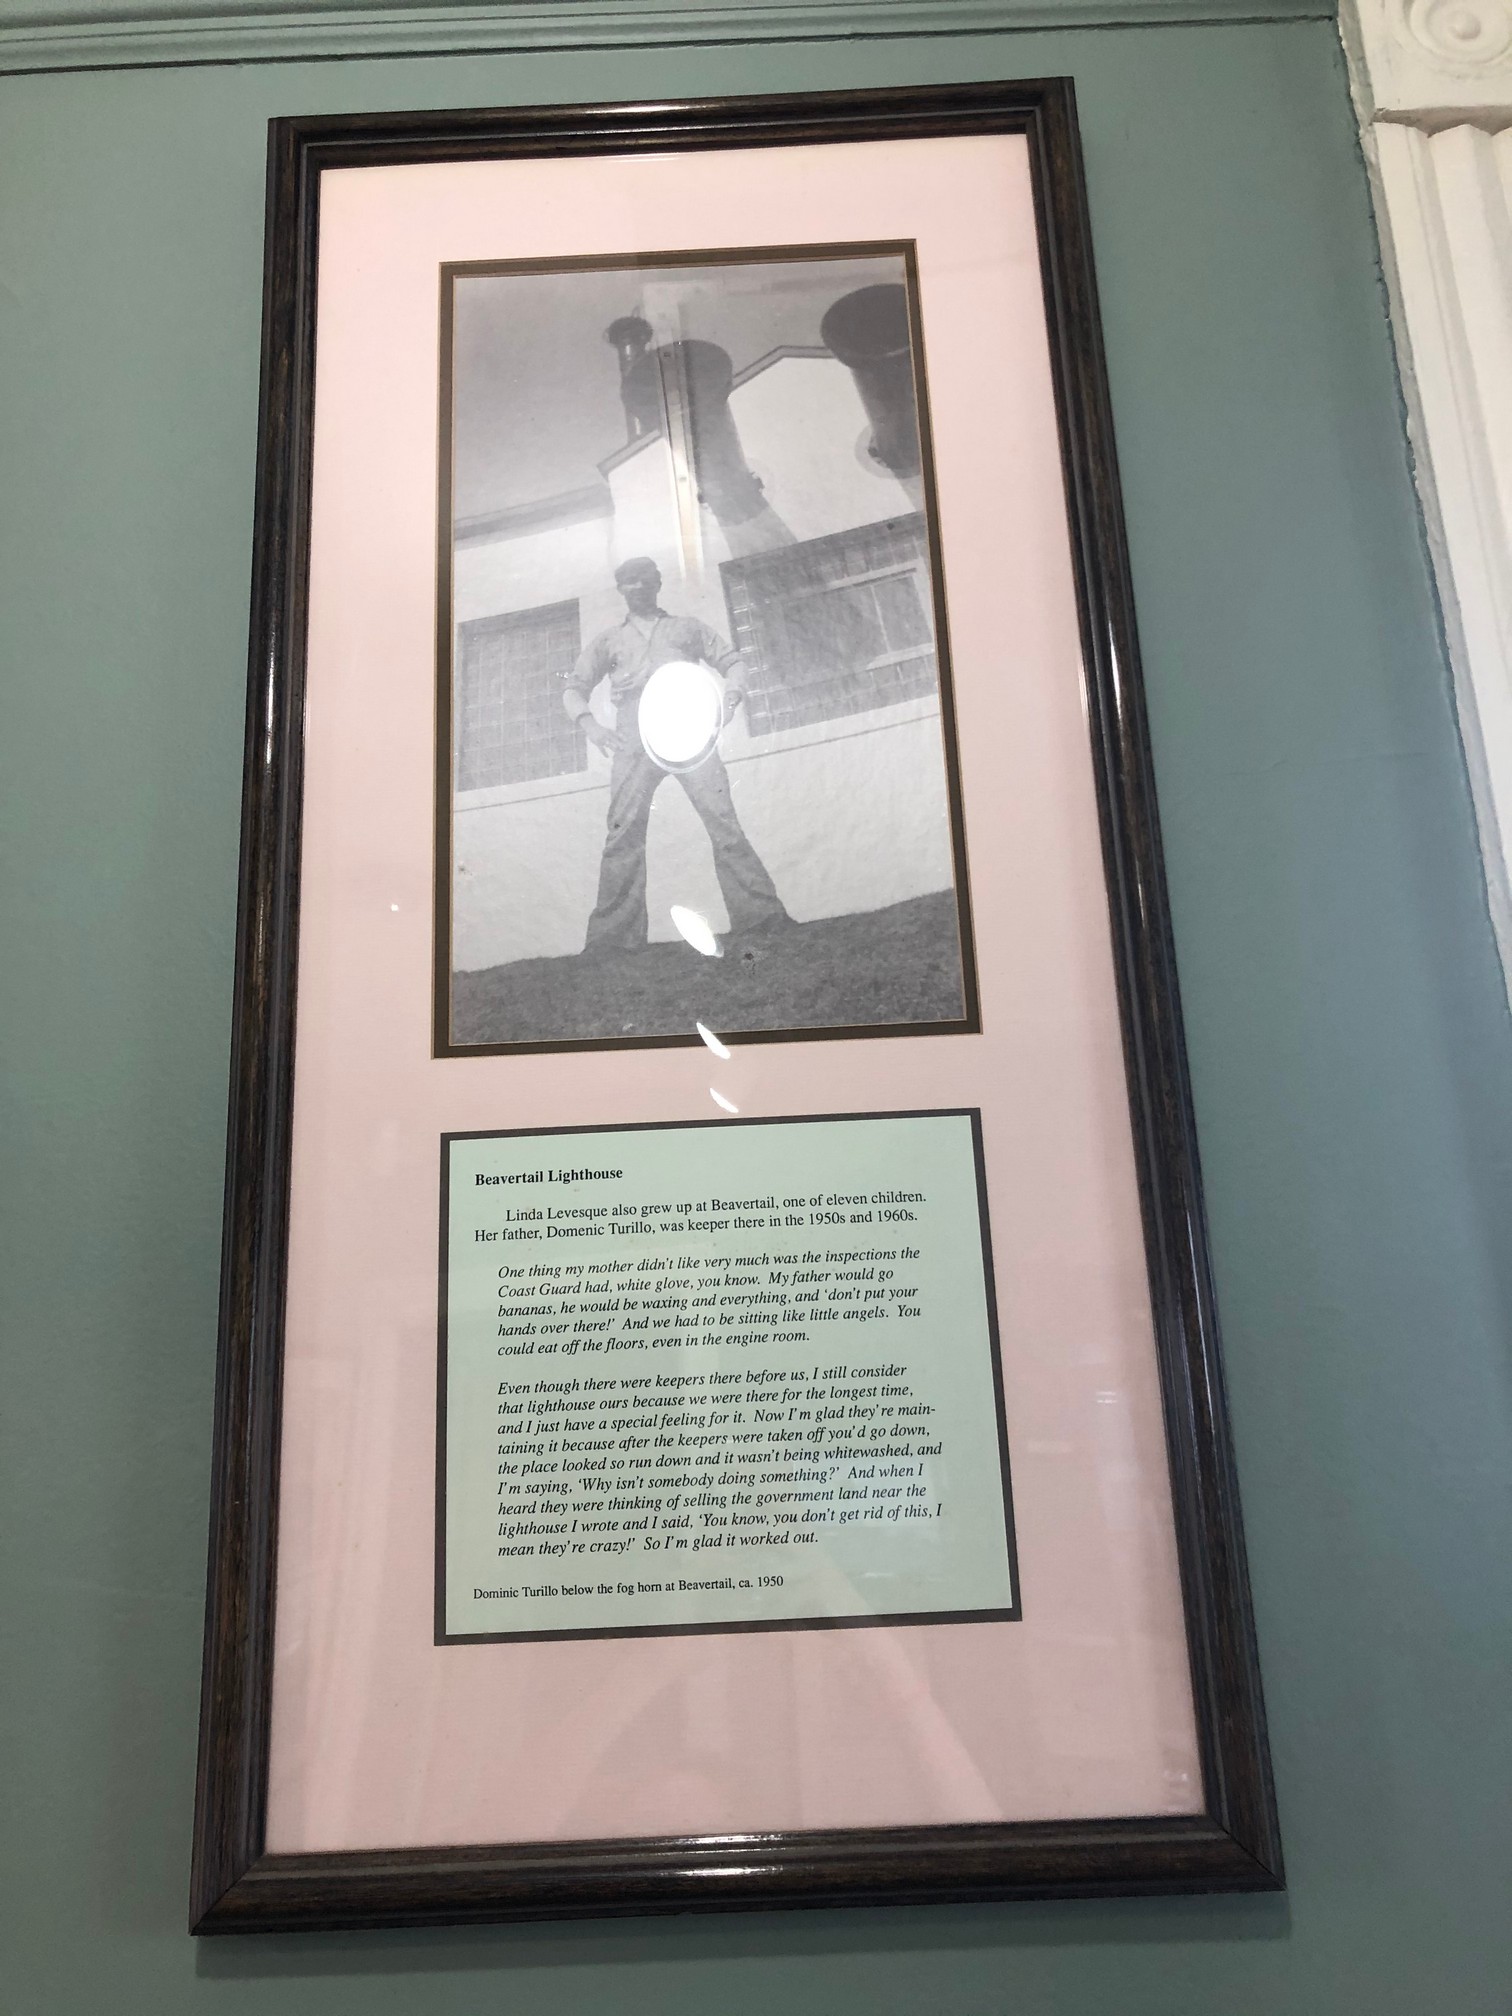 Beavertail Lighthouse
Linda Levesque also grew up at Beavertail, one of eleven children.
Her father, Domenic Turillo, was keeper there in the 1950s and 1960s.
One thing my mother didn't like very much was the inspections the
Coast Guard had, white glove, you know. My father would go
bananas, he would be waxing and everything, and 'don't put your
hands over there!' And we had to be sitting like little angels. You
could eat off the floors, even in the engine room.
Even though there were keepers there before us, I still consider
that lighthouse ours because we were there for the longest time,
and I just have a special feeling for it. Now I'm glad they're main-
taining it because after the keepers were taken off you'd go down,
the place looked so run down and it wasn't being whitewashed, and
I'm saying, 'Why isn't somebody doing something?' And when I
heard they were thinking of selling the government land near the
lighthouse I wrote and I said, 'You know, you don't get rid of this, I
mean they're crazy!' So I'm glad it worked out.
Dominic Turillo below the fog horn at Beavertail, ca. 1950